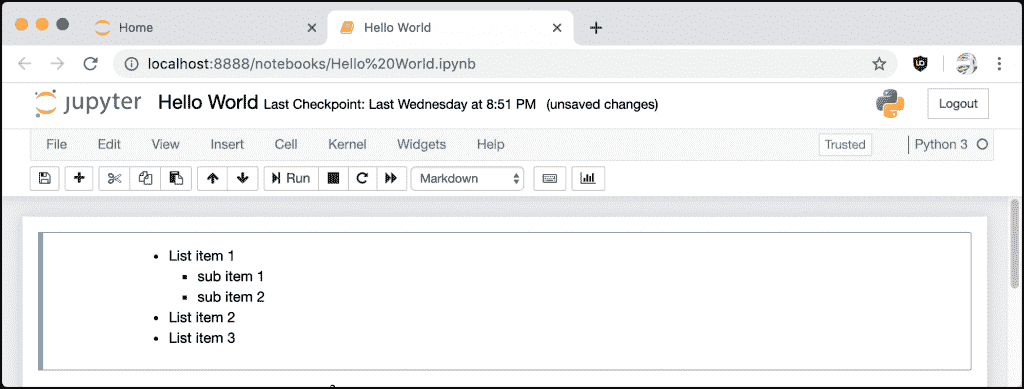 Home
Hello World
localhost:8888/notebooks/Hello%20World.ipynb
jupyter Hello World Last Checkpoint: Last Wednesday at 8:51 PM (unsaved changes)
Logout
File Edit View Insert Cell Kernel Widgets Help
Trusted
Python 3
Run
Markdown
List item 1
sub item 1
sub item 2
List item 2
List item 3